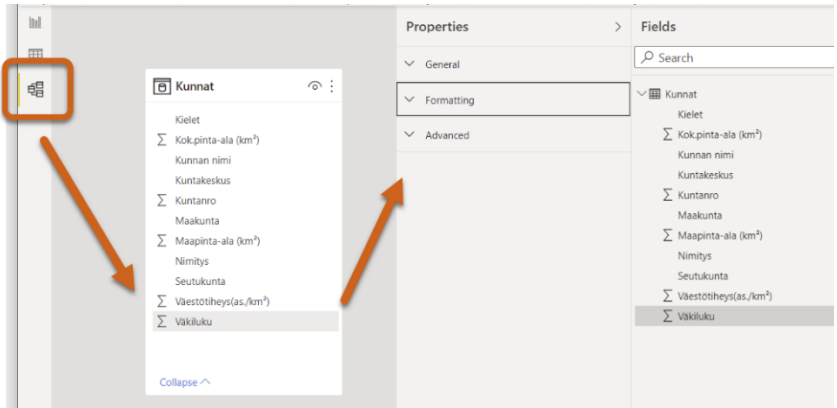 Kunnat
Kielet
Kok.pinta-ala (km²)
Kunnan nimi
Kuntakeskus
Kuntanro
Maakunta
Maapinta-ala (km²)
Nimitys
Seutukunta
Väestötiheys(as./km²)
Väkiluku
Collapse
Properties
General
Formatting
Advanced
Fields
Search
Kunnat
Kielet
Kok.pinta-ala (km²)
Kunnan nimi
Kuntakeskus
Kuntanro
Maakunta
Maapinta-ala (km²)
Nimitys
Seutukunta
Väestötiheys(as./km²)
Väkiluku